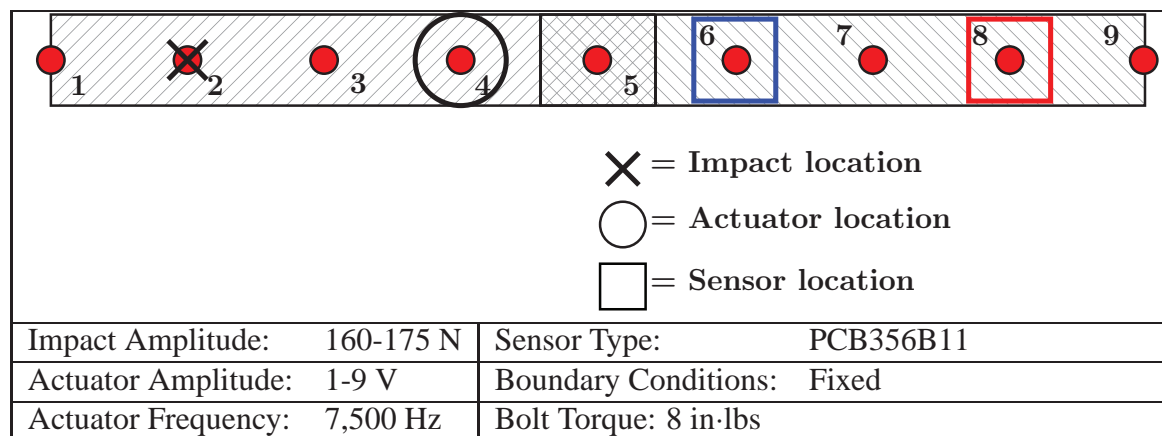 1 2 3 4 5 6 7 8 9
= Impact location
= Actuator location
= Sensor location
Impact Amplitude: 160-175 N Sensor Type: PCB356B11
Actuator Amplitude: 1-9 V Boundary Conditions: Fixed
Actuator Frequency: 7,500 Hz Bolt Torque: 8 in·lbs